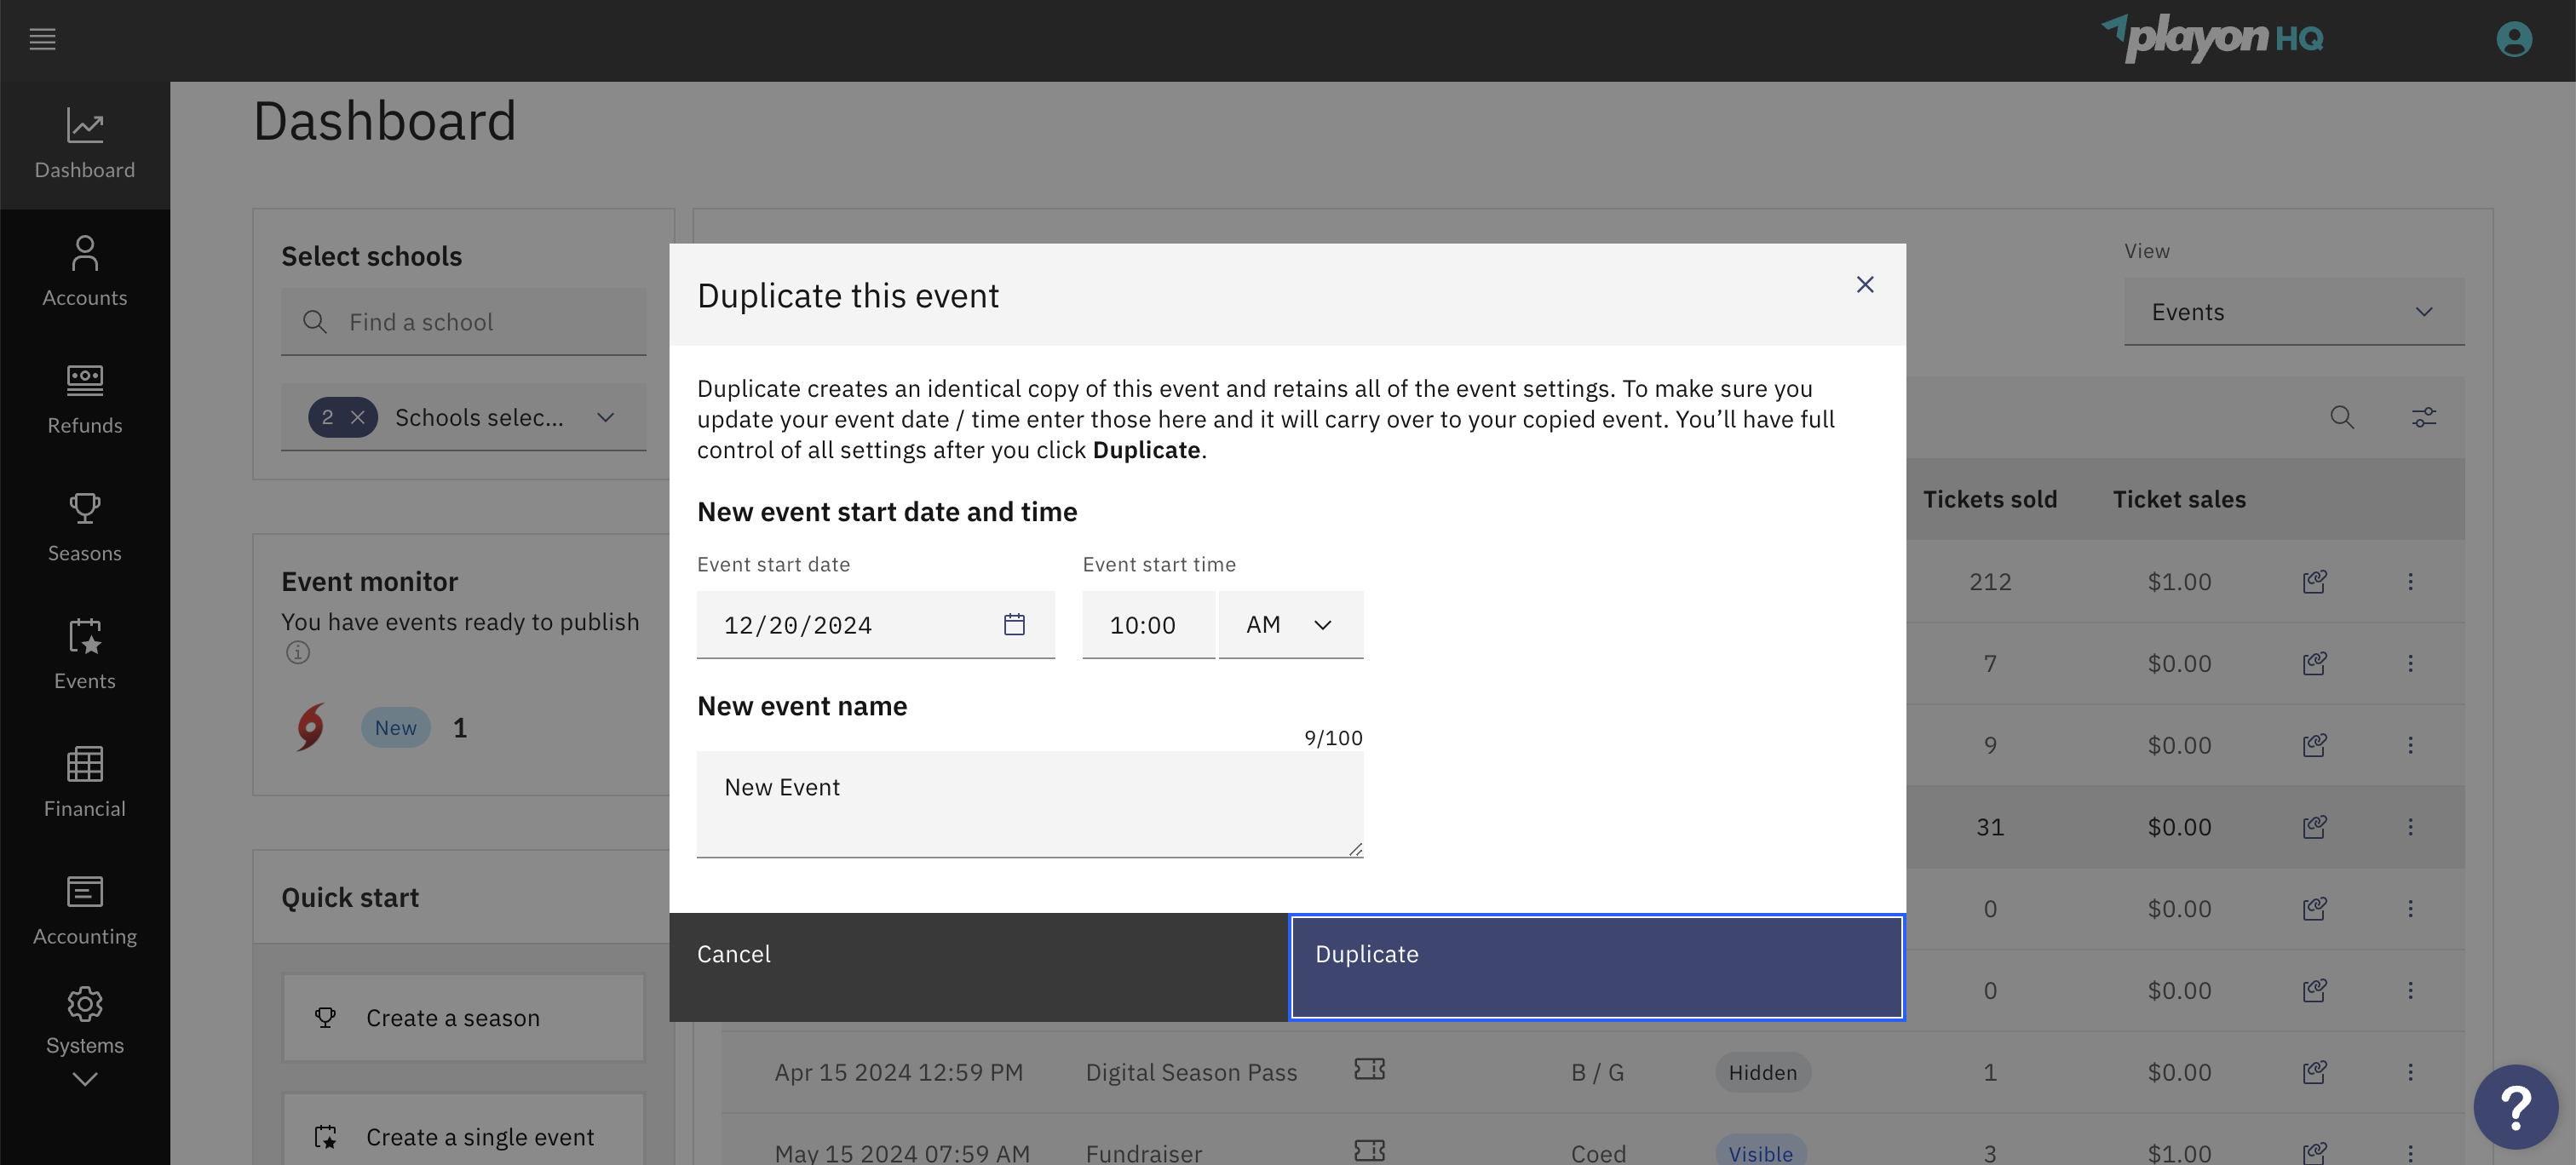 playon HQ
Dashboard
Accounts
Refunds
Seasons
Events
Financial
Accounting
Systems
Dashboard
Select schools
Find a school
2 Schools selec...
Event monitor
You have events ready to publish
New 1
Quick start
Create a season
Create a single event
View
Events
Tickets sold Ticket sales
212 $1.00
7 $0.00
9 $0.00
31 $0.00
0 $0.00
0 $0.00
Apr 15 2024 12:59 PM Digital Season Pass B / G Hidden 1 $0.00
May 15 2024 07:59 AM Fundraiser Coed Visible 3 $1.00
Duplicate this event
Duplicate creates an identical copy of this event and retains all of the event settings. To make sure you
update your event date / time enter those here and it will carry over to your copied event. You’ll have full
control of all settings after you click Duplicate.
New event start date and time
Event start date Event start time
12/20/2024 10:00 AM
New event name
9/100
New Event
Cancel Duplicate
?